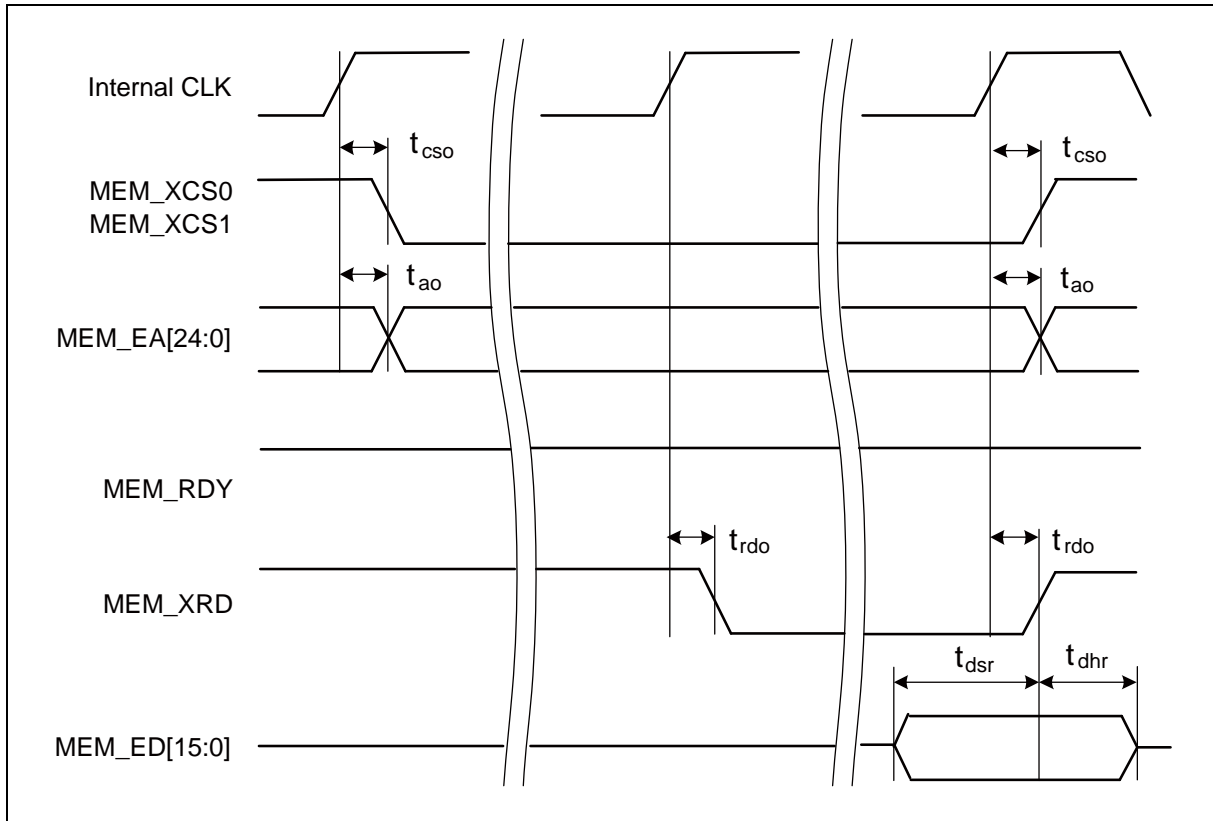 Internal CLK
tcso
tcso
MEM_XCS0
MEM_XCS1
tao
tao
MEM_EA[24:0]
MEM_RDY
trdo
trdo
MEM_XRD
tdsr
tdhr
MEM_ED[15:0]